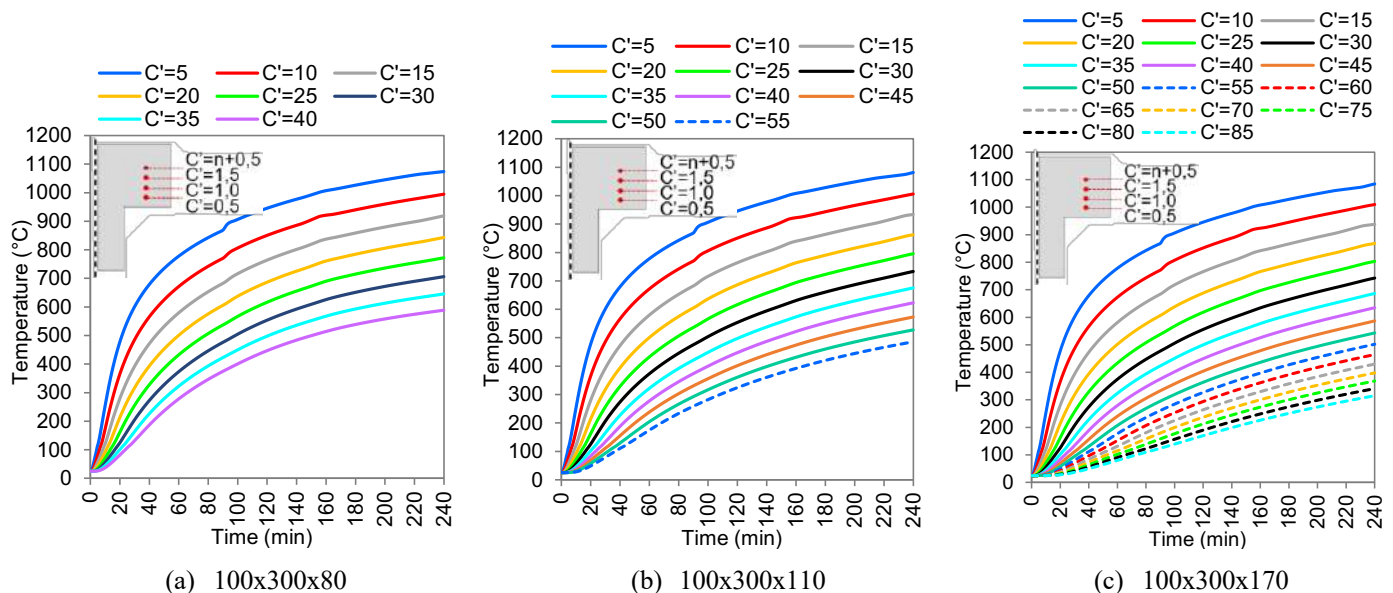 C'=5 C'=10 C'=15
C'=20 C'=25 C'=30
C'=35 C'=40
1200
1100
1000
900
800
700
600
500
400
300
200
100
0
Temperature (°C)
C'=n+0,5
C'=1,5
C'=1,0
C'=0,5
0 20 40 60 80 100 120 140 160 180 200 220 240
Time (min)
(a) 100x300x80
C'=5 C'=10 C'=15
C'=20 C'=25 C'=30
C'=35 C'=40 C'=45
C'=50 C'=55
1200
1100
1000
900
800
700
600
500
400
300
200
100
0
Temperature (°C)
C'=n+0,5
C'=1,5
C'=1,0
C'=0,5
0 20 40 60 80 100 120 140 160 180 200 220 240
Time (min)
(b) 100x300x110
C'=5 C'=10 C'=15
C'=20 C'=25 C'=30
C'=35 C'=40 C'=45
C'=50 C'=55 C'=60
C'=65 C'=70 C'=75
C'=80 C'=85
1200
1100
1000
900
800
700
600
500
400
300
200
100
0
Temperature (°C)
C'=n+0,5
C'=1,5
C'=1,0
C'=0,5
0 20 40 60 80 100 120 140 160 180 200 220 240
Time (min)
(c) 100x300x170